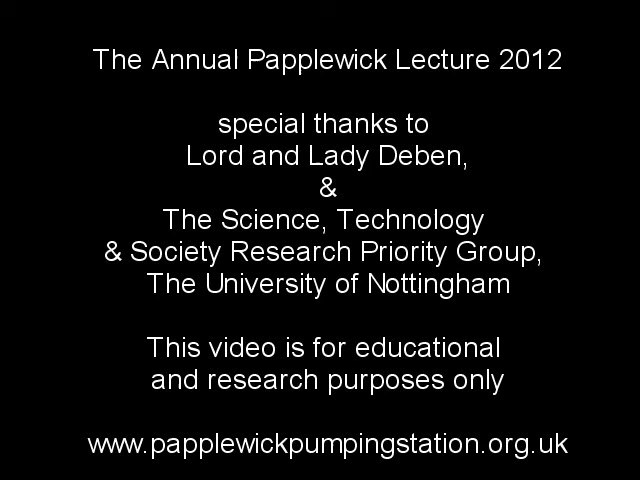 The Annual Papplewick Lecture 2012
special thanks to
Lord and Lady Deben,
&
The Science, Technology
& Society Research Priority Group,
The University of Nottingham
This video is for educational
and research purposes only
www.papplewickpumpingstation.org.uk